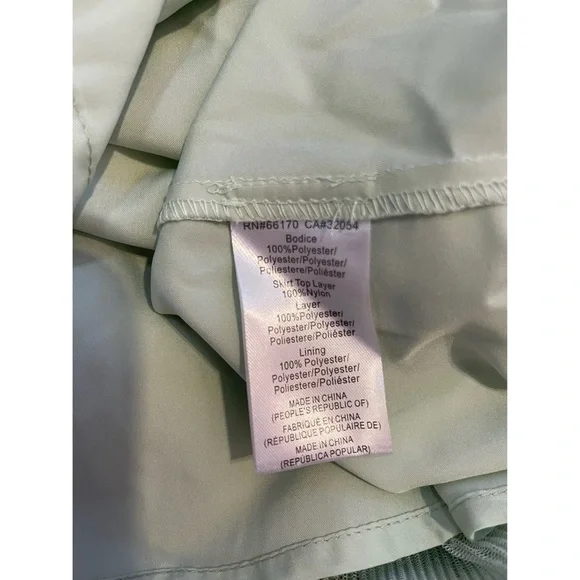 RN#66170 CA#32054
Bodice
100%Polyester/
Polyester/Polyester/
Poliestere/Poliéster
Skirt Top Layer
100%Nylon
Layer
100%Polyester/
Polyester/Polyester/
Poliestere/Poliéster
Lining
100% Polyester/
Polyester/Polyester/
Poliestere/Poliéster
MADE IN CHINA
(PEOPLE'S REPUBLIC OF)
FABRIQUÉ EN CHINA
(RÉPUBLIQUE POPULAIRE DE)
MADE IN CHINA
(REPÚBLICA POPULAR)